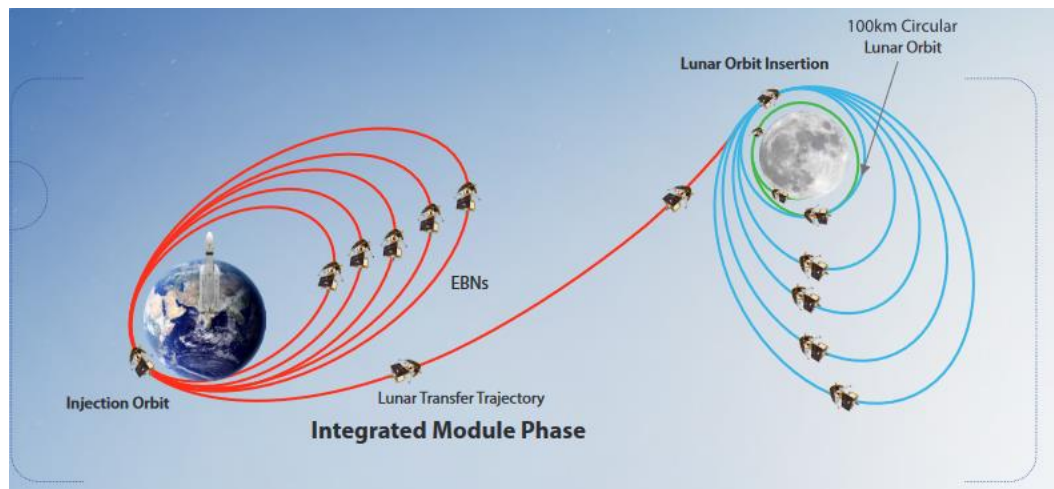 100km Circular
Lunar Orbit
Lunar Orbit Insertion
EBNs
Injection Orbit
Lunar Transfer Trajectory
Integrated Module Phase